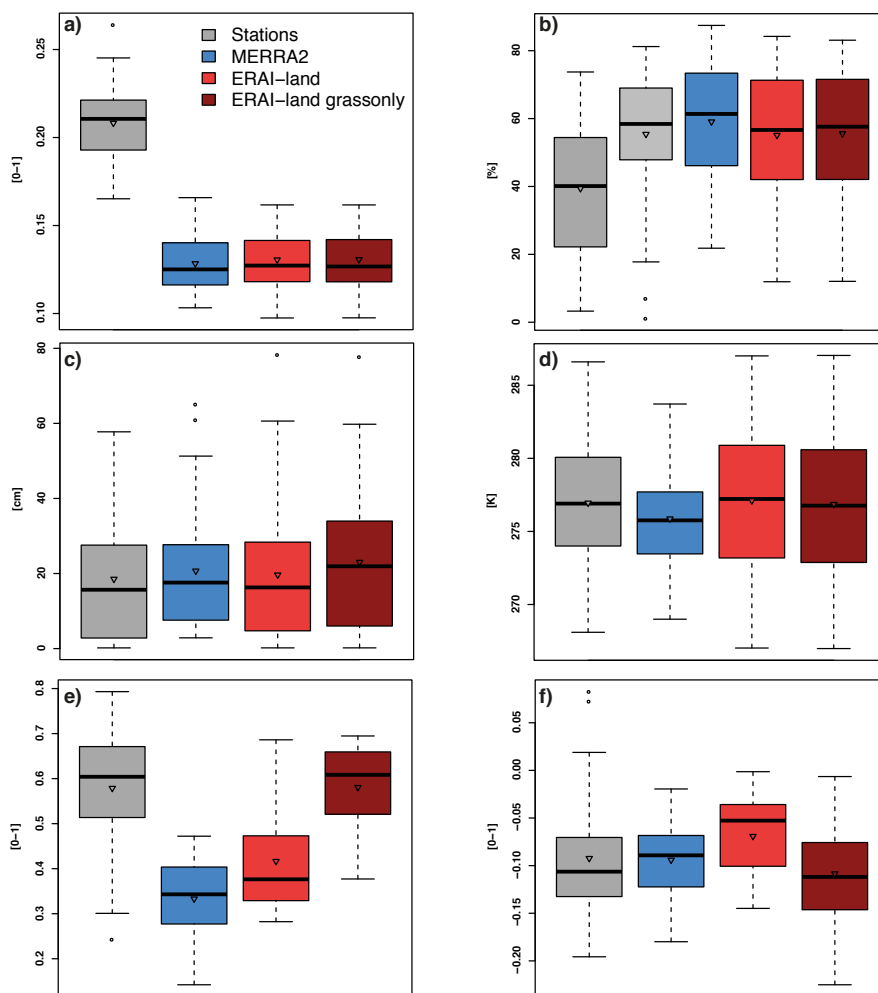 a)
Stations
MERRA2
ERAI−land
ERAI−land grassonly
[0−1]
0.25
0.20
0.15
0.10
b)
[%]
80
60
40
20
0
c)
[cm]
80
60
40
20
0
d)
[K]
285
280
275
270
e)
[0−1]
0.8
0.7
0.6
0.5
0.4
0.3
0.2
f)
[0−1]
0.05
0.00
−0.05
−0.10
−0.15
−0.20